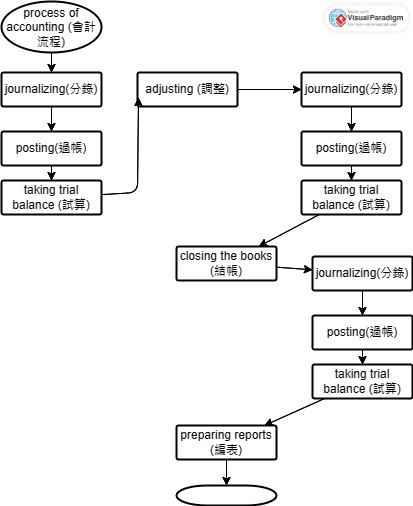 process of
accounting (會計
流程)
Made with
VisualParadigm
For non-commercial use
journalizing(分錄)
adjusting (調整)
journalizing(分錄)
posting(過帳)
posting(過帳)
taking trial
balance (試算)
taking trial
balance (試算)
closing the books
(結帳)
journalizing(分錄)
posting(過帳)
taking trial
balance (試算)
preparing reports
(編表)